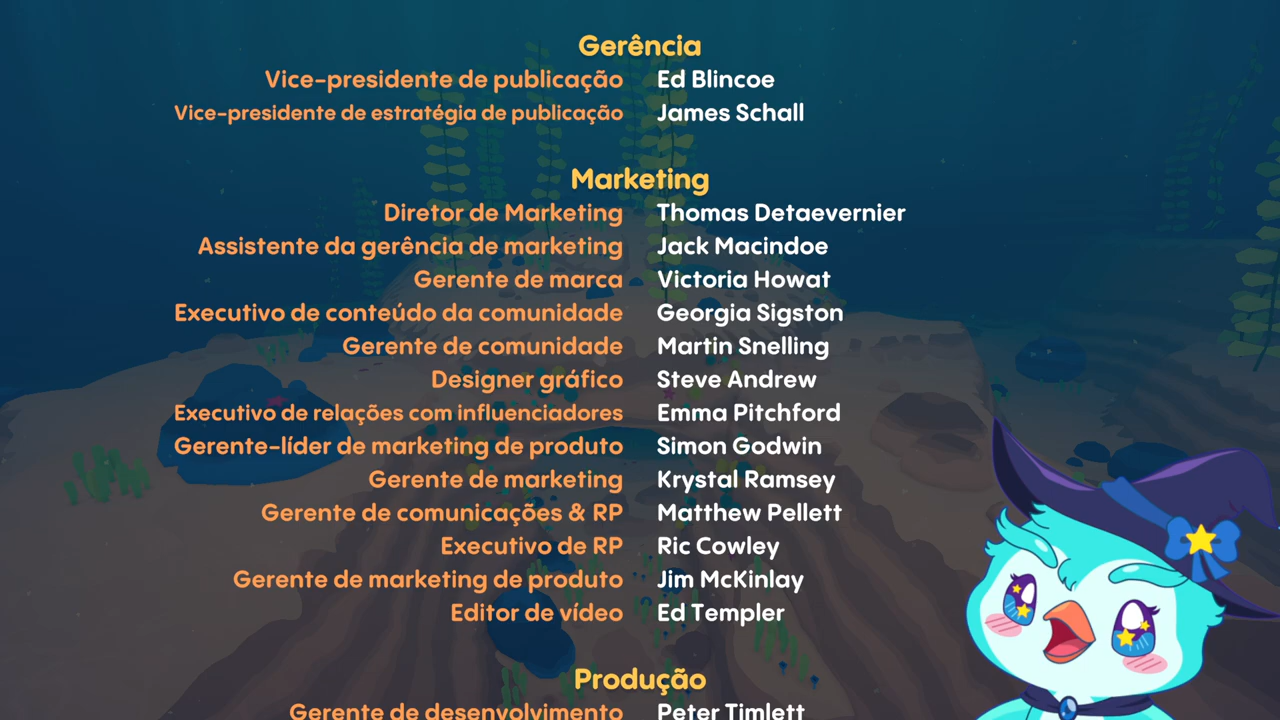 Gerência
Vice-presidente de publicação Ed Blincoe
Vice-presidente de estratégia de publicação James Schall
Marketing
Diretor de Marketing Thomas Detaevernier
Assistente da gerência de marketing Jack Macindoe
Gerente de marca Victoria Howat
Executivo de conteúdo da comunidade Georgia Sigston
Gerente de comunidade Martin Snelling
Designer gráfico Steve Andrew
Executivo de relações com influenciadores Emma Pitchford
Gerente-líder de marketing de produto Simon Godwin
Gerente de marketing Krystal Ramsey
Gerente de comunicações & RP Matthew Pellett
Executivo de RP Ric Cowley
Gerente de marketing de produto Jim McKinlay
Editor de vídeo Ed Templer
Produção
Gerente de desenvolvimento Peter Timlett